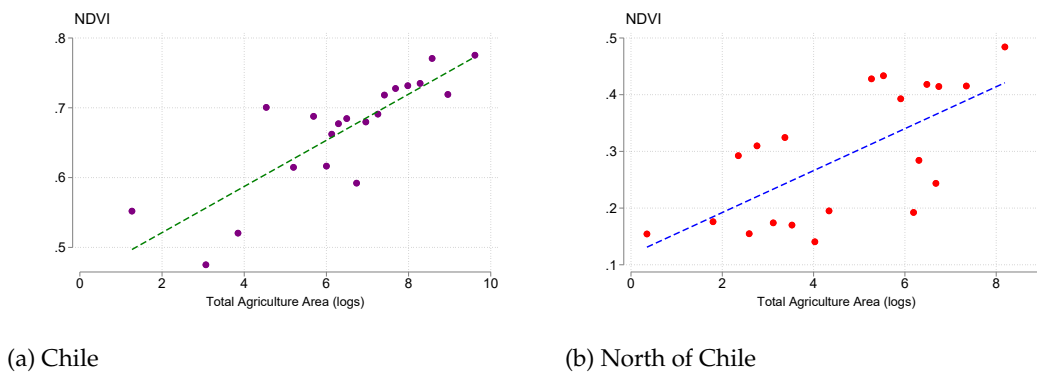 NDVI
.8
.7
.6
.5
0 2 4 6 8 10
Total Agriculture Area (logs)
(a) Chile
NDVI
.5
.4
.3
.2
.1
0 2 4 6 8
Total Agriculture Area (logs)
(b) North of Chile